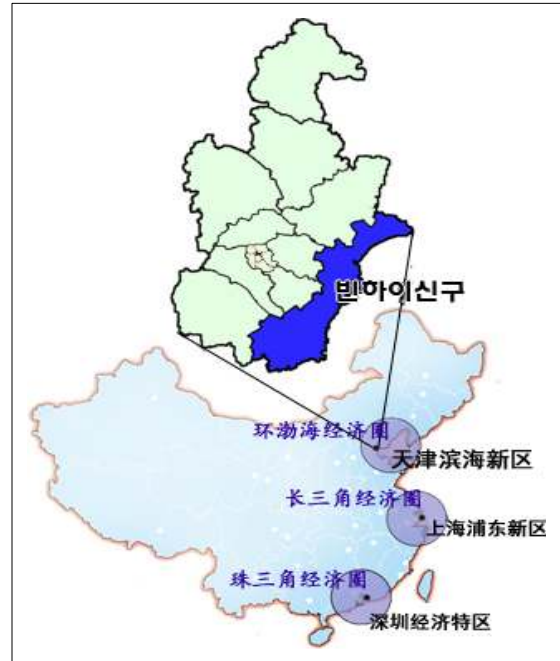 빈하이신구
环渤海经济圈
天津滨海新区
长三角经济圈
上海浦东新区
珠三角经济圈
深圳经济特区